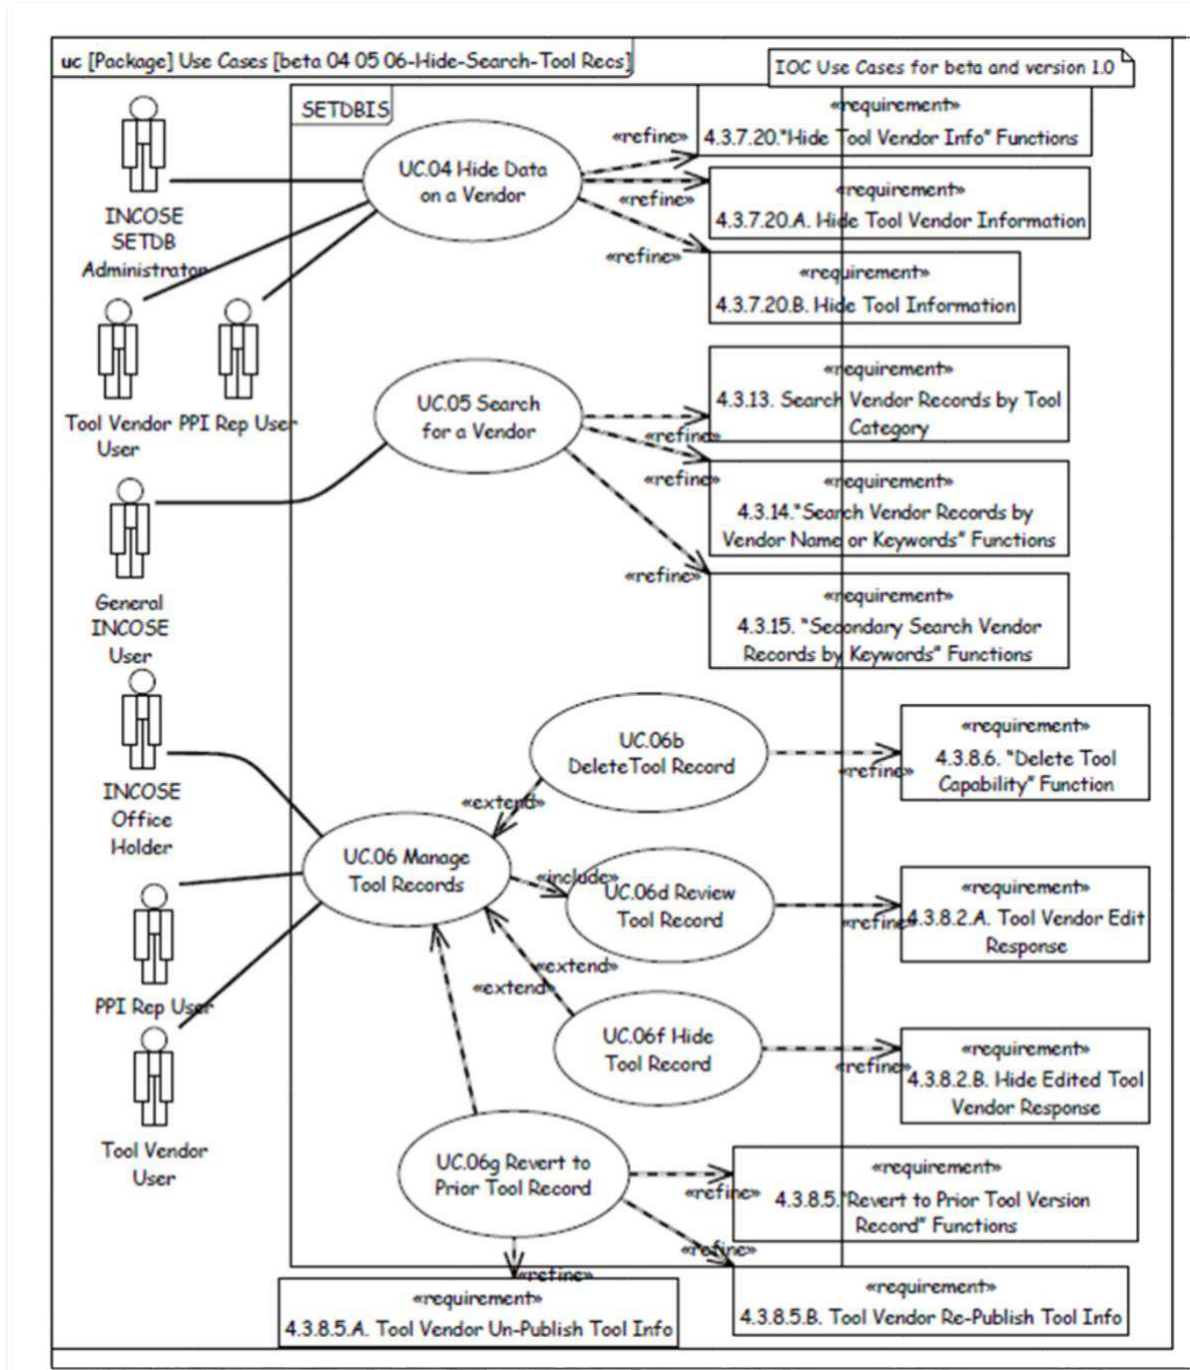 uc [Package] Use Cases [beta 04 05 06-Hide-Search-Tool Recs]
IOC Use Cases for beta and version 1.0
SETDBIS
«requirement»
4.3.7.20."Hide Tool Vendor Info" Functions
«refine»
UC.04 Hide Data
on a Vendor
«requirement»
4.3.7.20.A. Hide Tool Vendor Information
«refine»
INCOSE
SETDB
Administrator
«refine»
«requirement»
4.3.7.20.B. Hide Tool Information
Tool Vendor
User
PPI Rep User
UC.05 Search
for a Vendor
«requirement»
4.3.13. Search Vendor Records by Tool
Category
«refine»
«refine»
«requirement»
4.3.14."Search Vendor Records by
Vendor Name or Keywords" Functions
General
INCOSE
User
«refine»
«requirement»
4.3.15. "Secondary Search Vendor
Records by Keywords" Functions
UC.06b
DeleteTool Record
«requirement»
4.3.8.6. "Delete Tool
Capability" Function
«refine»
INCOSE
Office
Holder
«extend»
UC.06 Manage
Tool Records
«include»
UC.06d Review
Tool Record
«requirement»
4.3.8.2.A. Tool Vendor Edit
Response
«refine»
PPI Rep User
«extend»
«extend»
UC.06f Hide
Tool Record
«requirement»
4.3.8.2.B. Hide Edited Tool
Vendor Response
«refine»
Tool Vendor
User
UC.06g Revert to
Prior Tool Record
«requirement»
4.3.8.5."Revert to Prior Tool Version
Record" Functions
«refine»
«refine»
«refine»
«requirement»
4.3.8.5.A. Tool Vendor Un-Publish Tool Info
«requirement»
4.3.8.5.B. Tool Vendor Re-Publish Tool Info